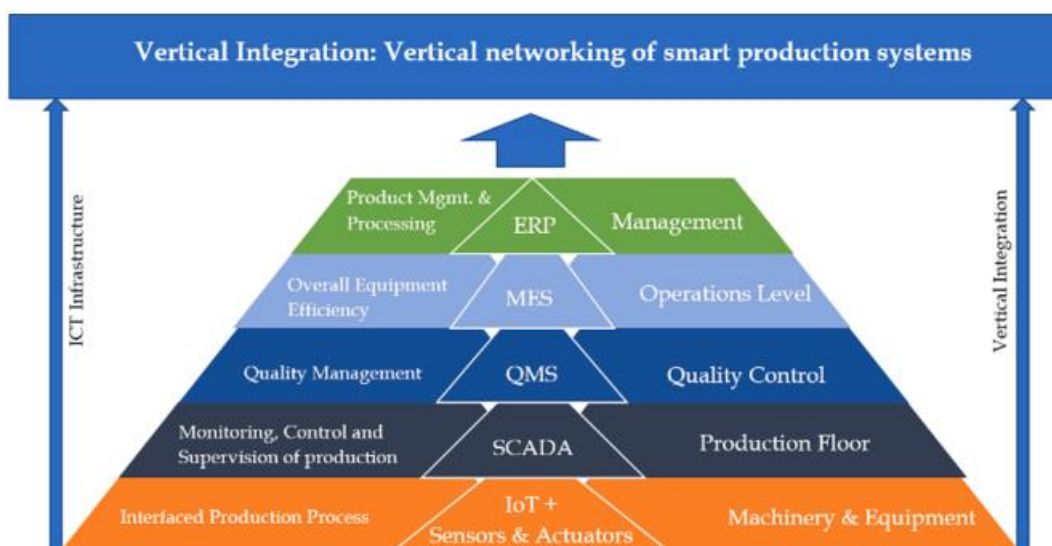 Vertical Integration: Vertical networking of smart production systems
ICT Infrastructure
Vertical Integration
Product Mgmt. &
Processing
ERP
Management
Overall Equipment
Efficiency
MES
Operations Level
Quality Management
QMS
Quality Control
Monitoring, Control and
Supervision of production
SCADA
Production Floor
Interfaced Production Process
IoT +
Sensors & Actuators
Machinery & Equipment